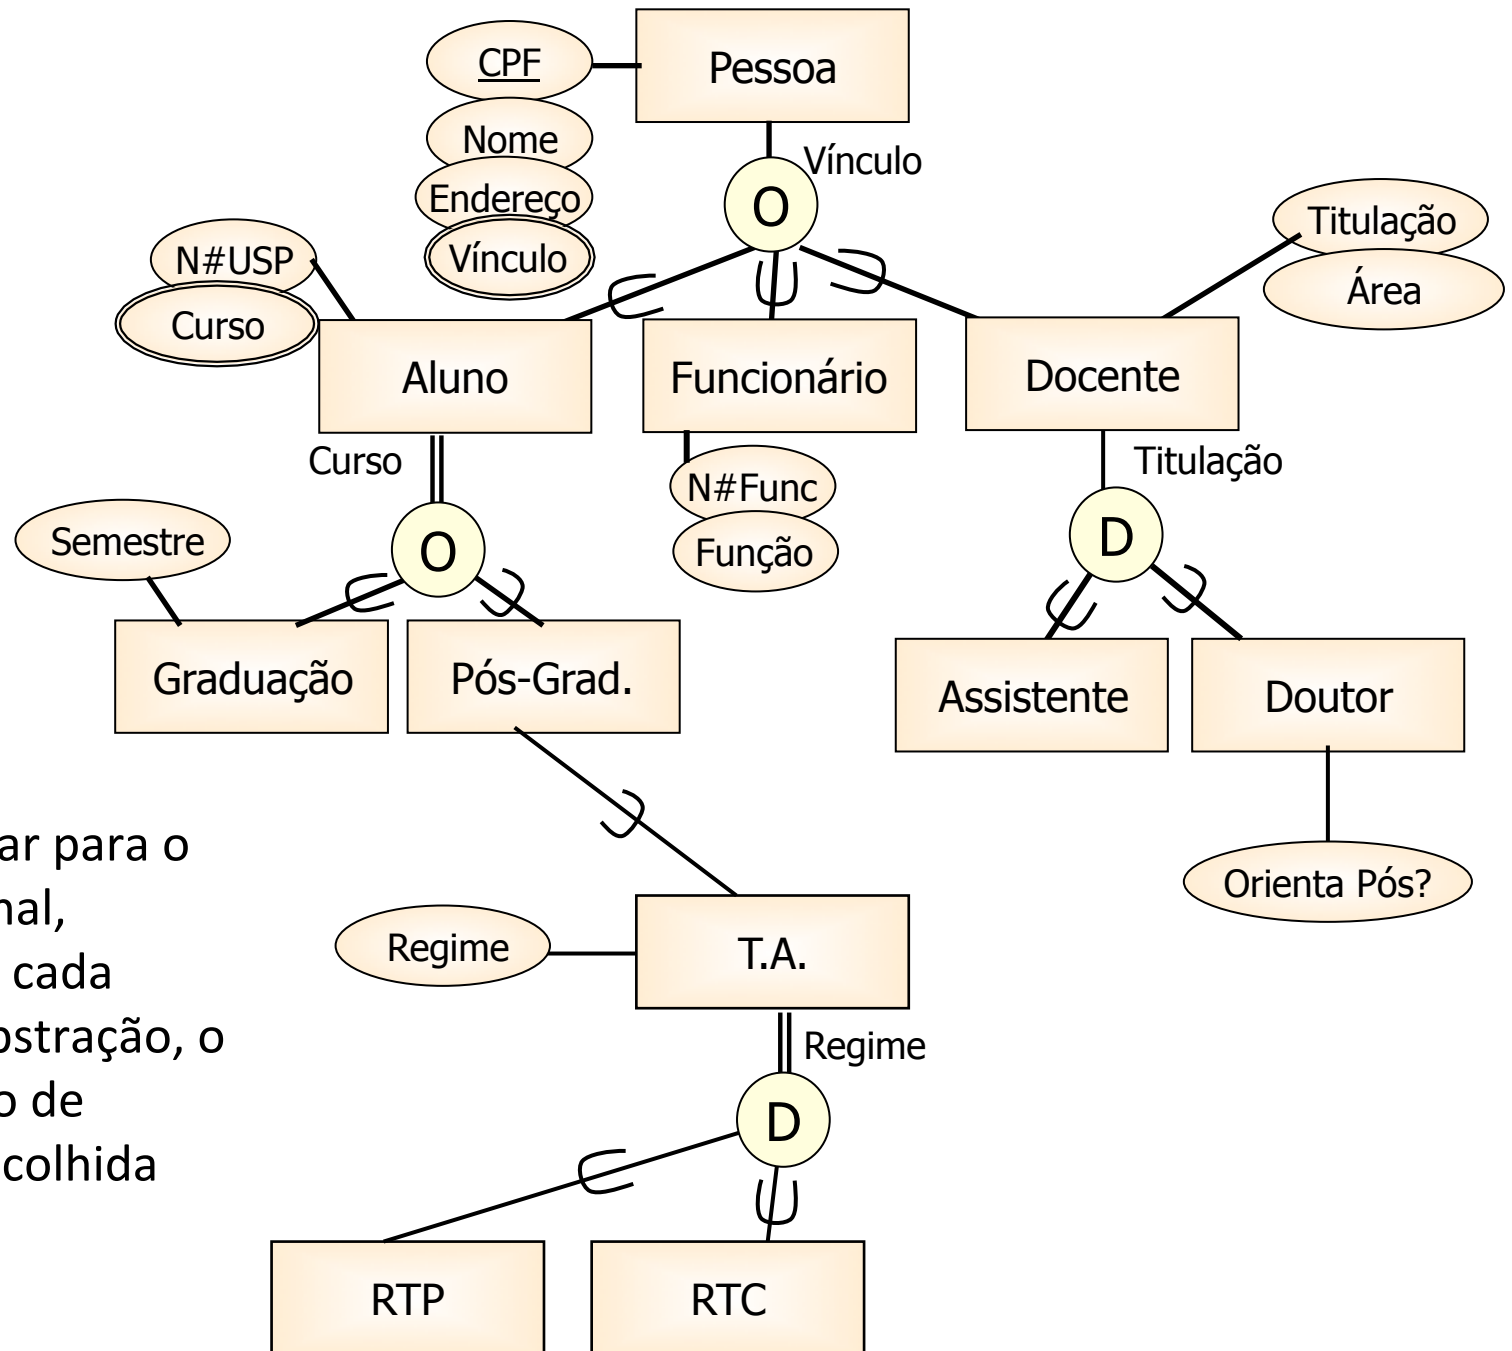 CPF
Pessoa
Nome
Vínculo
Endereço
O
Titulação
N#USP
Vínculo
Área
Curso
Aluno
Funcionário
Docente
Curso
Titulação
N#Func
Semestre
O
D
Função
Graduação
Pós-Grad.
Assistente
Doutor
ar para o
nal,
cada
ostração, o
o de
colhida
Orienta Pós?
Regime
T.A.
Regime
D
RTP
RTC